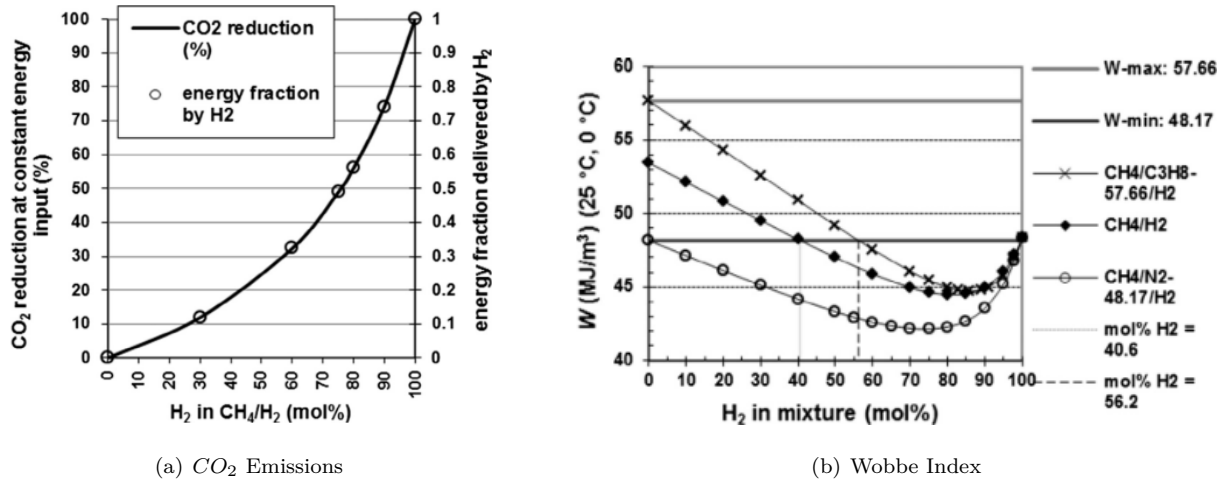 CO₂ reduction at constant energy
input (%)
100
90
80
70
60
50
40
30
20
10
0
CO2 reduction
(%)
energy fraction
by H2
1
0.9
0.8
0.7
0.6
0.5
0.4
0.3
0.2
0.1
0
energy fraction delivered by H₂
0
10
20
30
40
50
60
70
80
90
100
H₂ in CH₄/H₂ (mol%)
(a) CO₂ Emissions
W (MJ/m³) (25 °C, 0 °C)
60
55
50
45
40
0 10 20 30 40 50 60 70 80 90 100
H₂ in mixture (mol%)
W-max: 57.66
W-min: 48.17
CH4/C3H8-
57.66/H2
CH4/H2
CH4/N2-
48.17/H2
mol% H2 =
40.6
mol% H2 =
56.2
(b) Wobbe Index